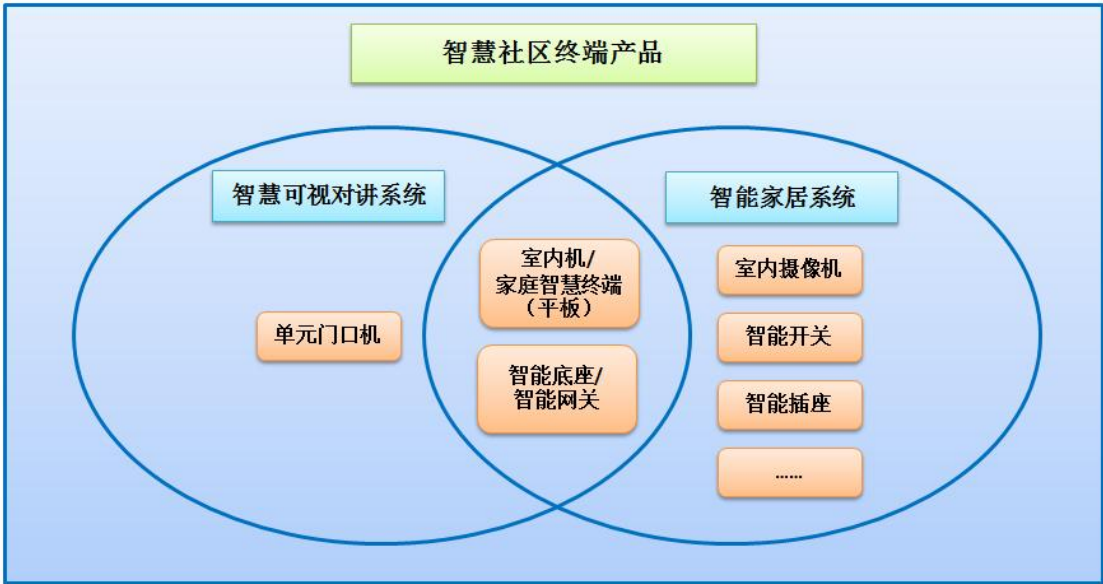 智慧社区终端产品
智慧可视对讲系统
单元门口机
室内机/
家庭智慧终端
（平板）
智能底座/
智能网关
智能家居系统
室内摄像机
智能开关
智能插座
……